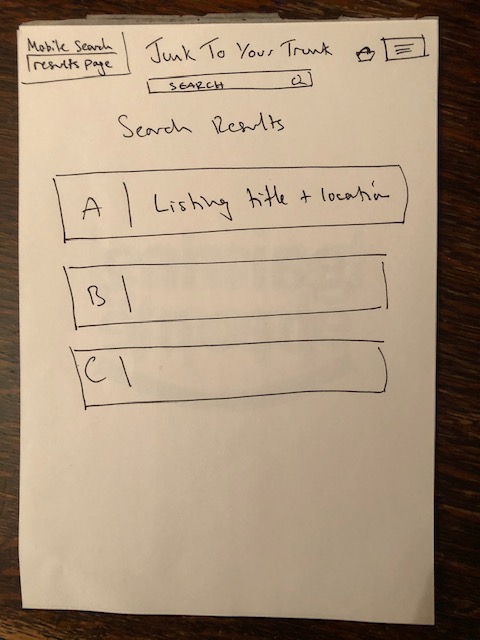 Mobile Search
results page
Junk To Your Trunk
SEARCH
Search Results
A | Listing title + location
B |
C |